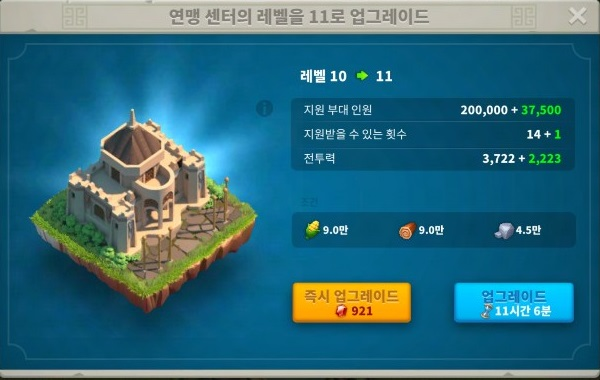 연맹 센터의 레벨을 11로 업그레이드
레벨 10 11
지원 부대 인원 200,000 + 37,500
지원받을 수 있는 횟수 14 + 1
전투력 3,722 + 2,223
조건
9.0만 9.0만 4.5만
즉시 업그레이드 업그레이드
921 11시간 6분